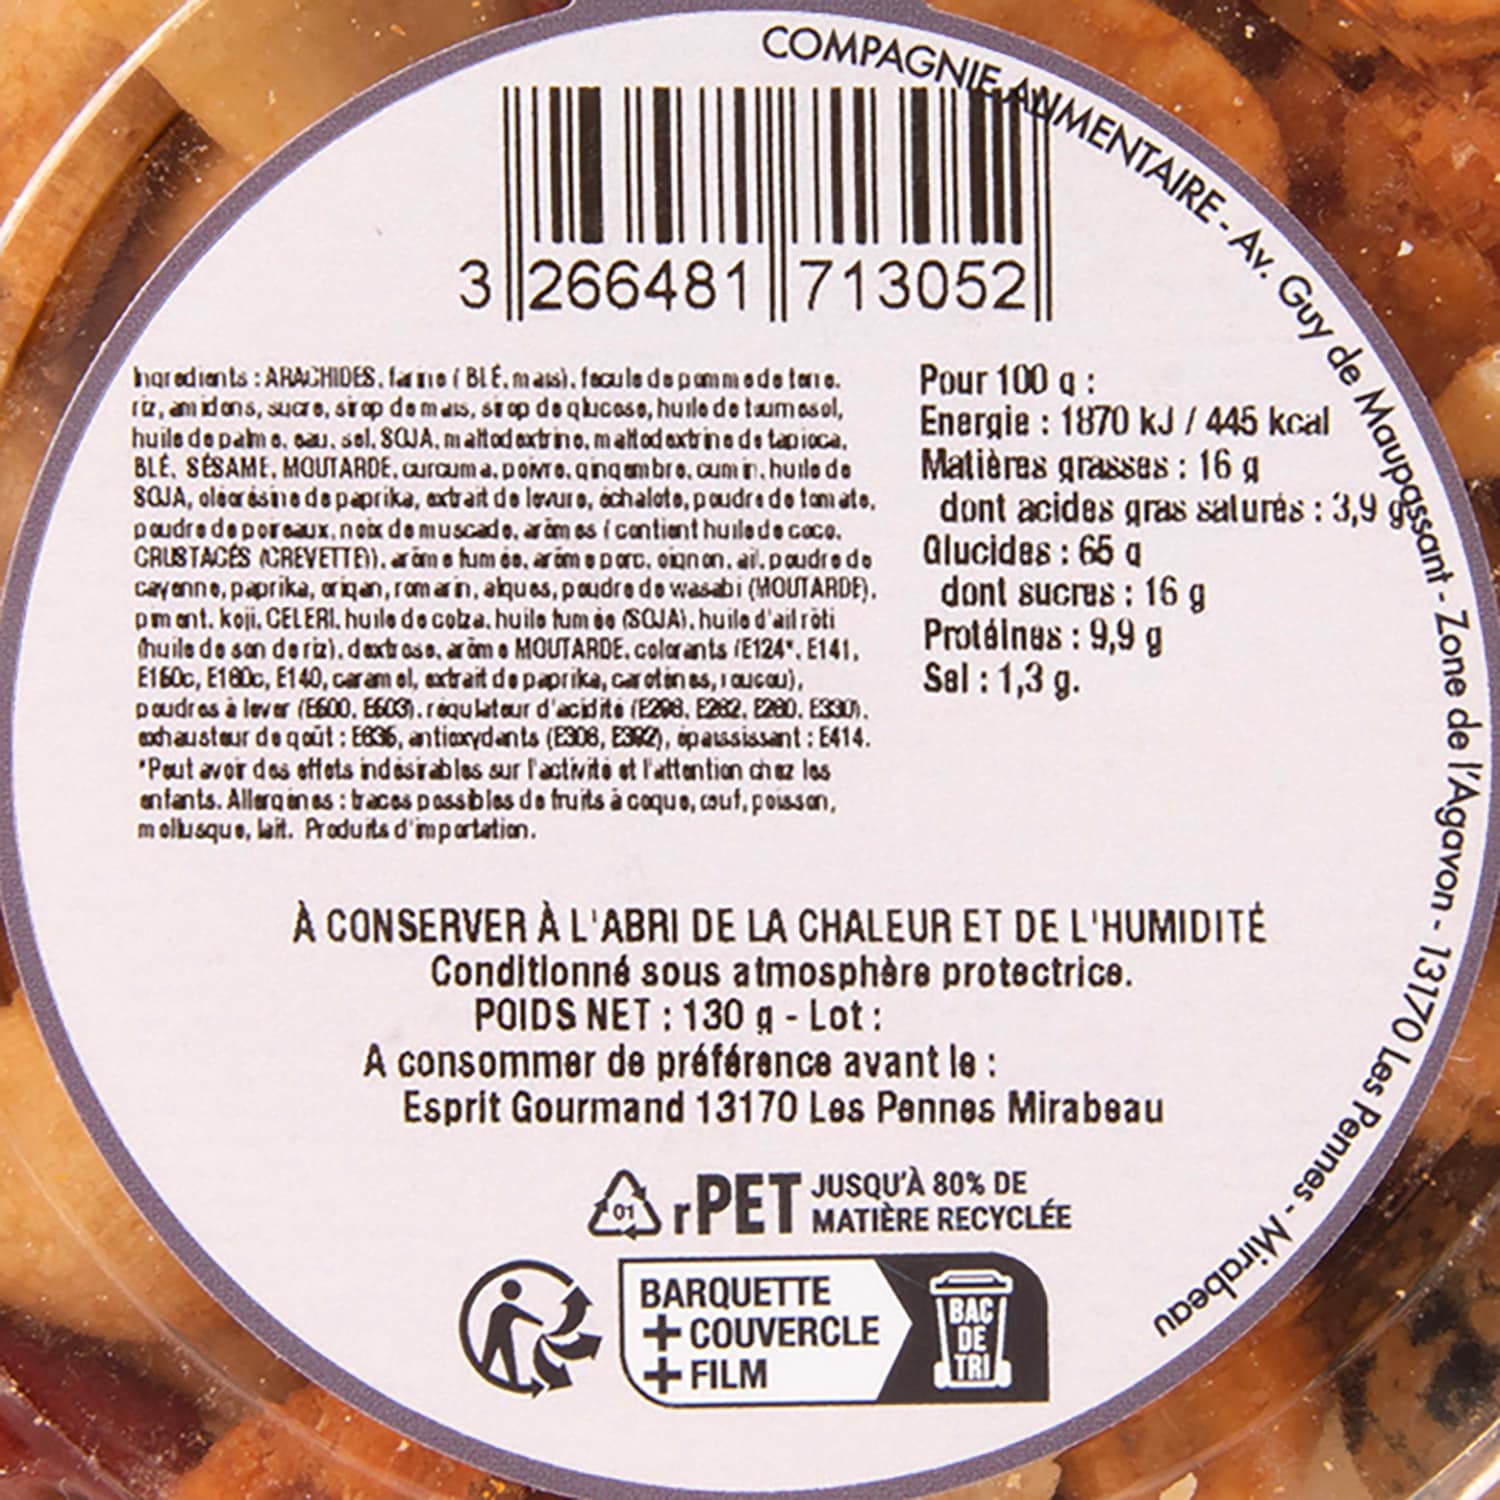 COMPAGNIE ALIMENTAIRE - Av. Guy de Maupassant - Zone de l'Agavon - 13170 Les Pennes - Mirabeau
3 266481 713052
Ingredients : ARACHIDES, farine ( BLÉ, mais), fecule de pomme de terre,
riz, amidons, sucre, sirop de mais, sirop de glucose, huile de tournesol,
huile de palme, eau, sel, SOJA, maltodextrine, maltodextrine de tapioca,
BLÉ, SÉSAME, MOUTARDE, curcuma, poivre, gingembre, cumin, huile de
SOJA, oléorésine de paprika, extrait de levure, échalote, poudre de tomate,
poudre de poireaux, noix de muscade, arômes ( contient huile de coco,
CRUSTACÉS (CREVETTE)), arôme fumée, arôme porc, oignon, ail, poudre de
cayenne, paprika, origan, romarin, algues, poudre de wasabi (MOUTARDE),
piment, koji, CELERI, huile de colza, huile fumée (SOJA), huile d'ail rôti
(huile de son de riz), dextrose, arôme MOUTARDE, colorants (E124*, E141,
E150c, E160c, E140, caramel, extrait de paprika, carotènes, roucou),
poudres à lever (E500, E503), régulateur d'acidité (E296, E262, E260, E330),
exhausteur de goût : E635, antioxydants (E306, E392), épaississant : E414.
*Peut avoir des effets indésirables sur l'activité et l'attention chez les
enfants. Allergènes : traces possibles de fruits à coque, oeuf, poisson,
mollusque, lait. Produits d'importation.
Pour 100 g :
Energie : 1870 kJ / 445 kcal
Matières grasses : 16 g
dont acides gras saturés : 3,9 g
Glucides : 65 g
dont sucres : 16 g
Protéines : 9,9 g
Sel : 1,3 g.
À CONSERVER À L'ABRI DE LA CHALEUR ET DE L'HUMIDITÉ
Conditionné sous atmosphère protectrice.
POIDS NET : 130 g - Lot :
A consommer de préférence avant le :
Esprit Gourmand 13170 Les Pennes Mirabeau
01 rPET JUSQU'À 80% DE
MATIÈRE RECYCLÉE
BARQUETTE
+ COUVERCLE
+ FILM
BAC
DE
TRI